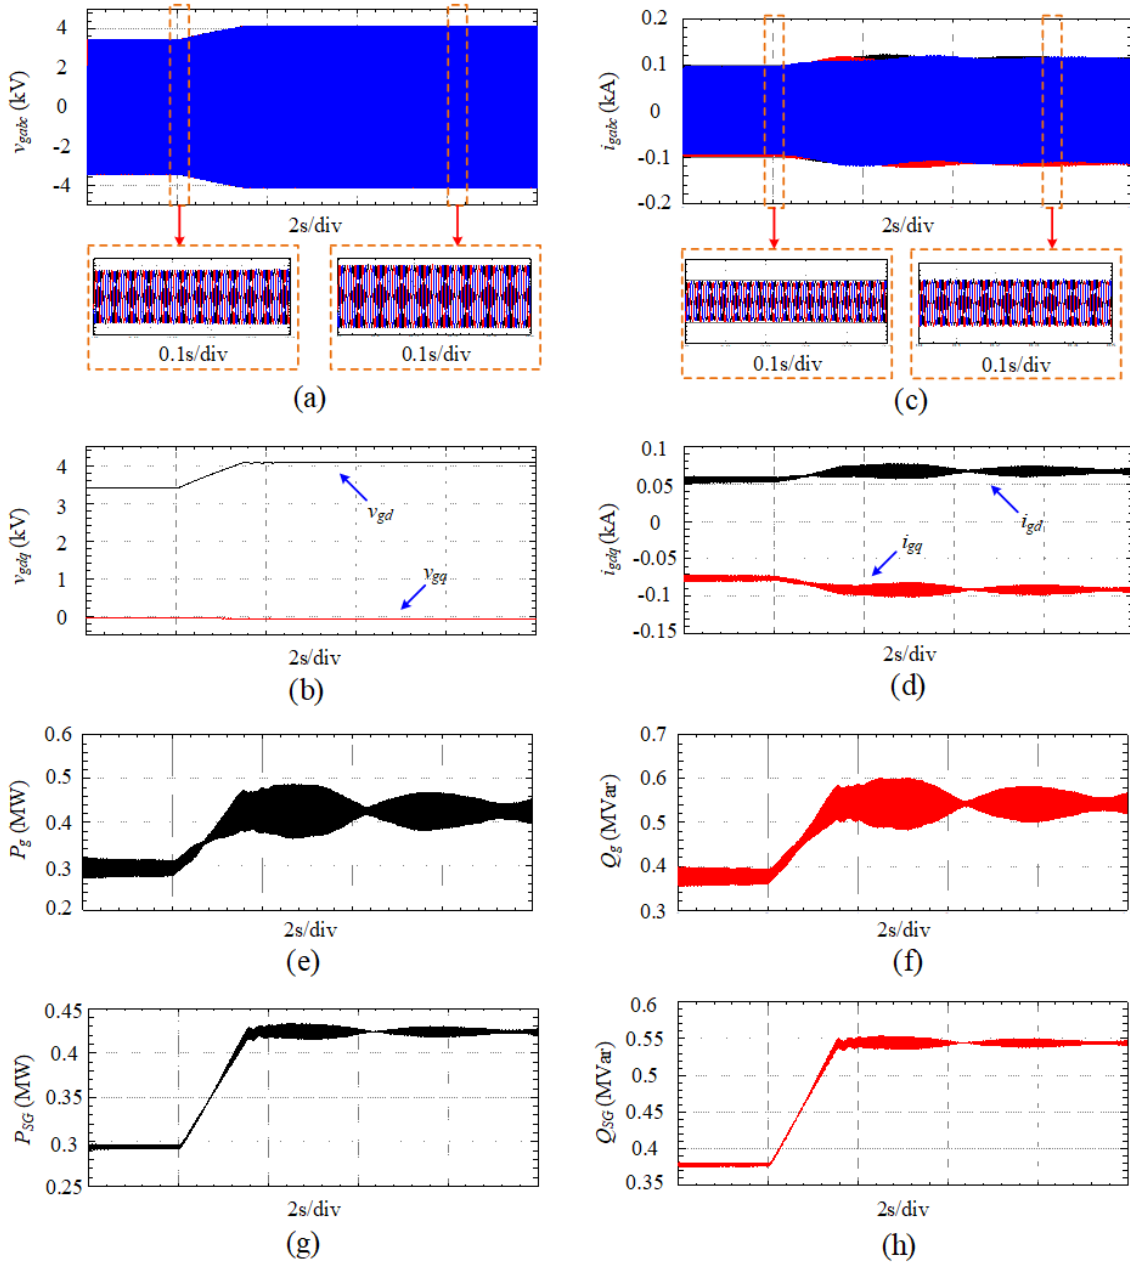 4
2
0
-2
-4
v_gabc (kV)
2s/div
0.1s/div
0.1s/div
(a)
0.2
0.1
0
-0.1
-0.2
i_gabc (kA)
2s/div
0.1s/div
0.1s/div
(c)
4
3
2
1
0
v_gdq (kV)
v_gd
v_gq
2s/div
(b)
0.1
0.05
0
-0.05
-0.1
-0.15
i_gdq (kA)
i_gd
i_gq
2s/div
(d)
0.6
0.5
0.4
0.3
0.2
P_g (MW)
2s/div
(e)
0.7
0.6
0.5
0.4
0.3
Q_g (MVar)
2s/div
(f)
0.45
0.4
0.35
0.3
0.25
P_SG (MW)
2s/div
(g)
0.6
0.55
0.5
0.45
0.4
0.35
Q_SG (MVar)
2s/div
(h)